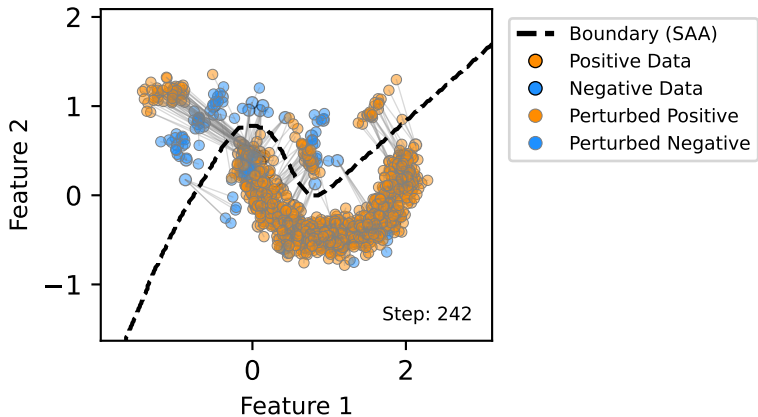 2
1
0
−1
Feature 2
0
2
Feature 1
Step: 242
Boundary (SAA)
Positive Data
Negative Data
Perturbed Positive
Perturbed Negative